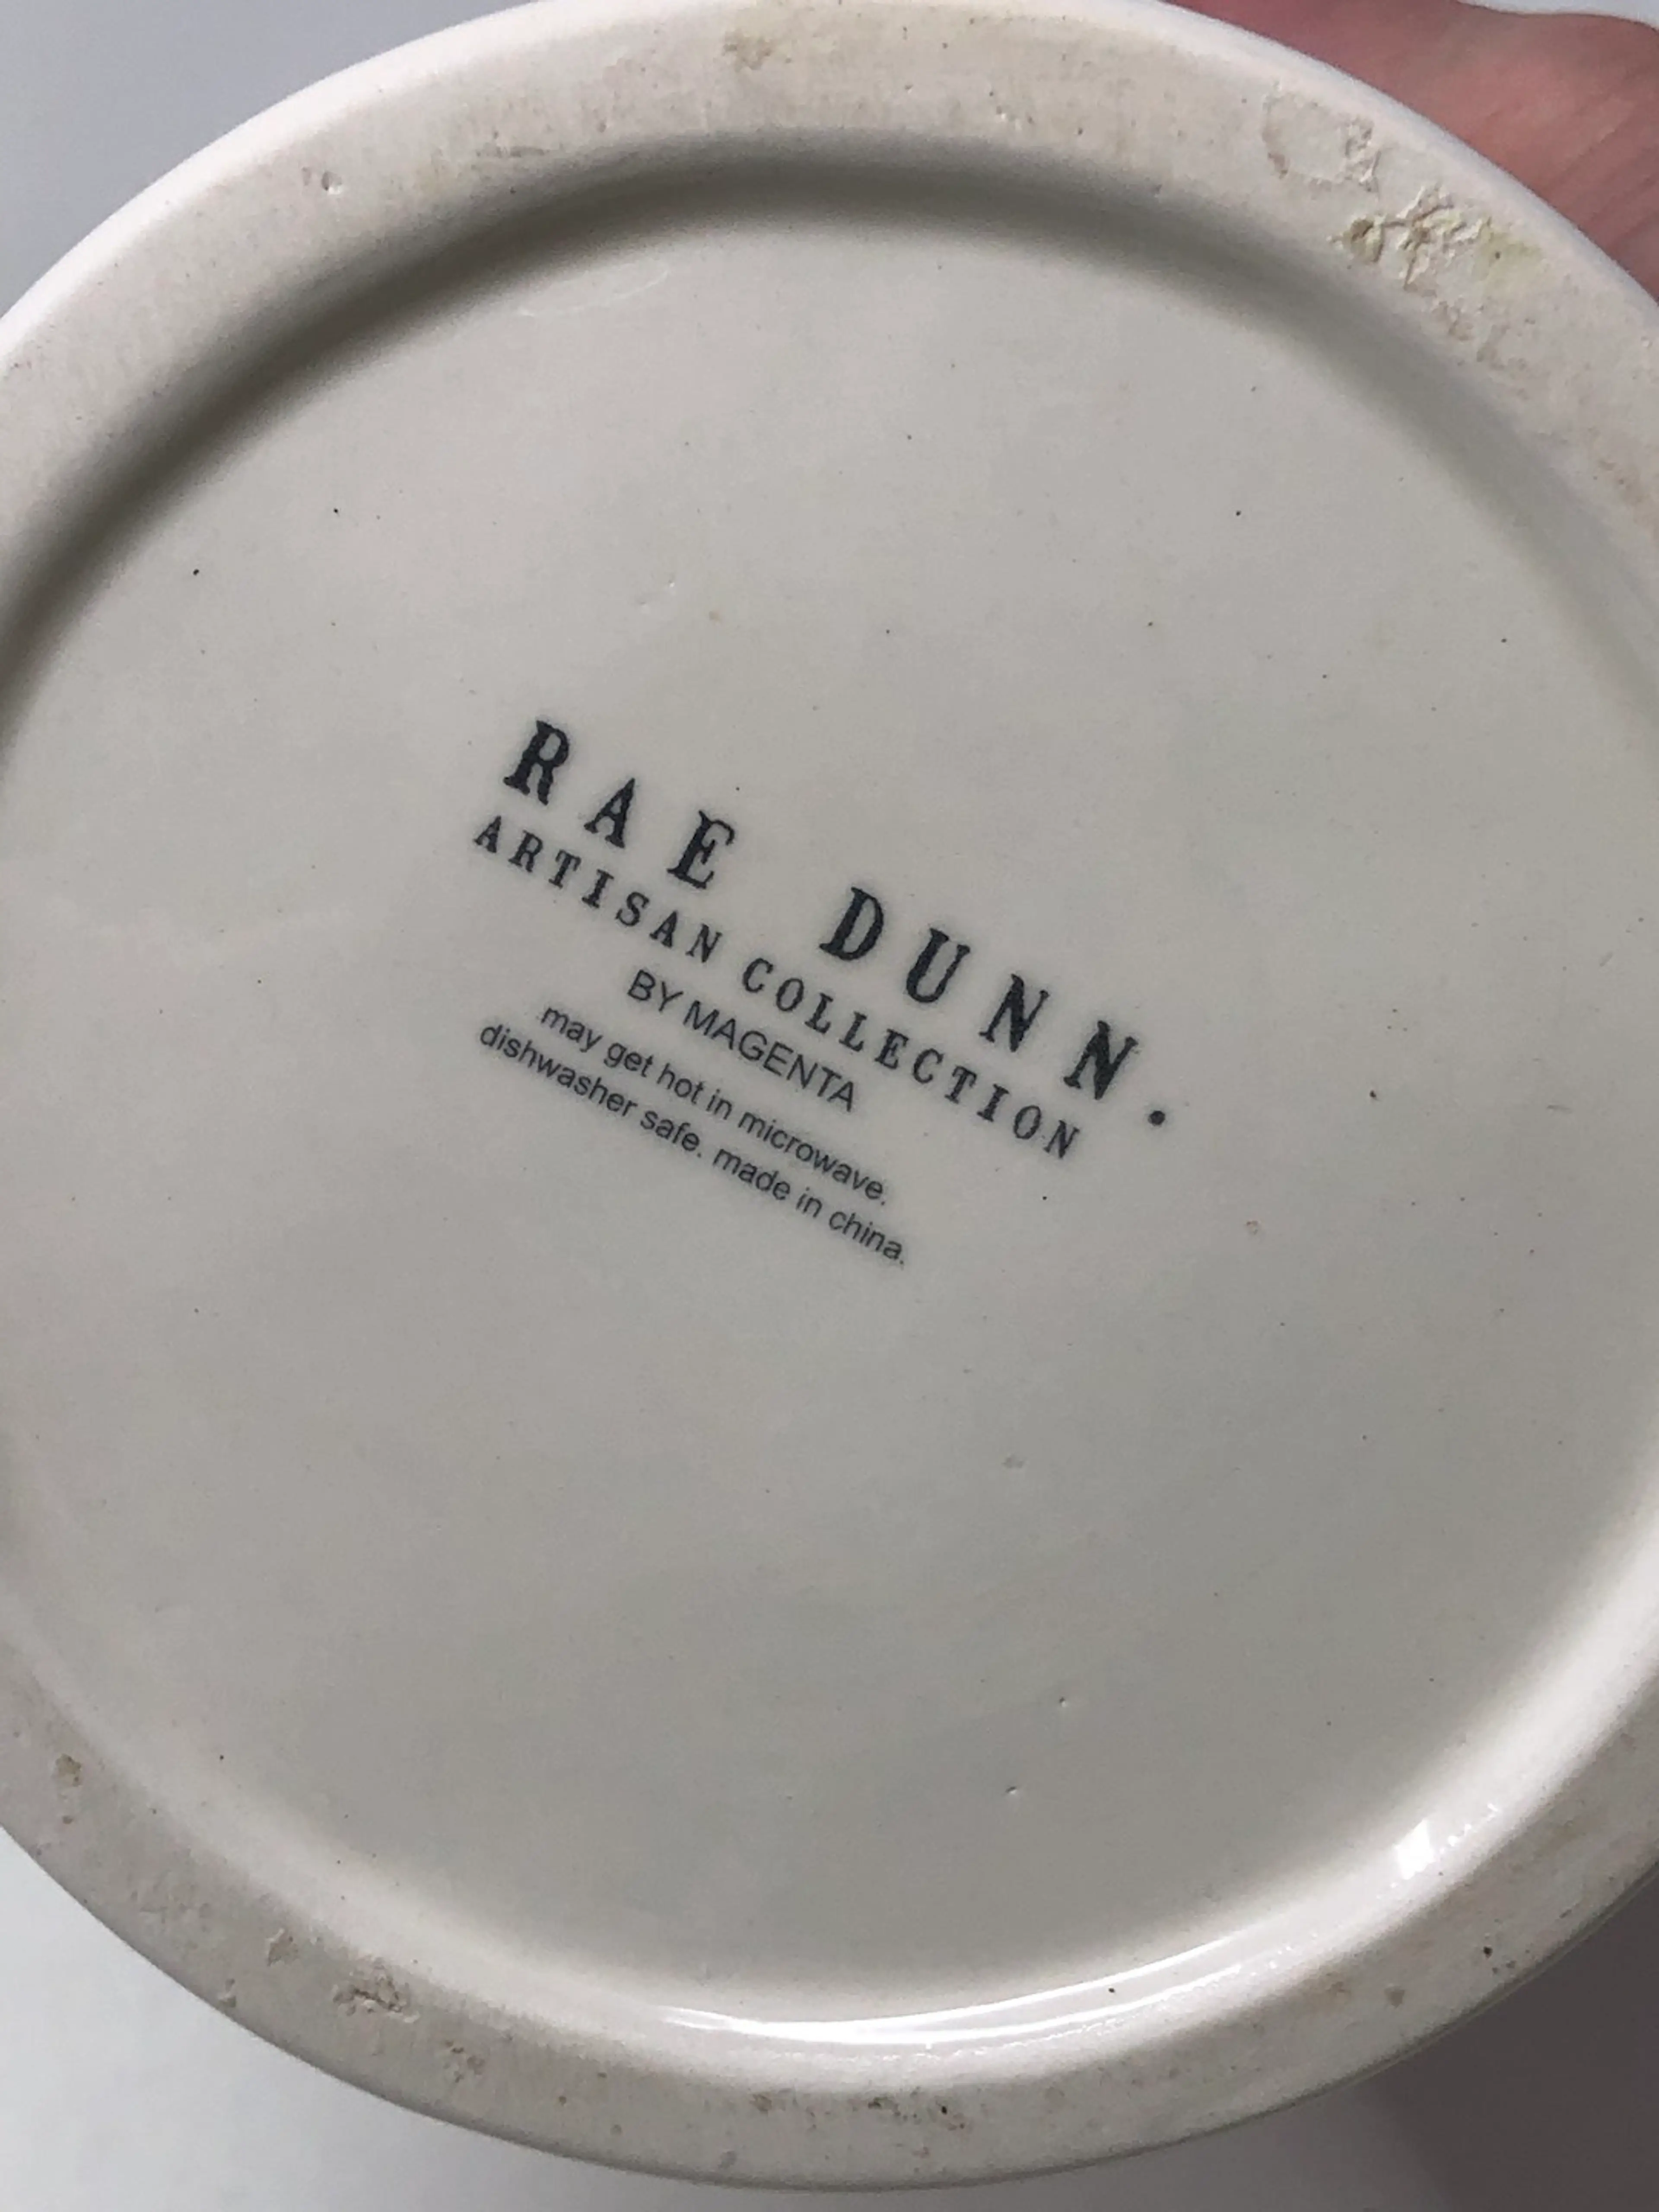 RAE DUNN.
ARTISAN COLLECTION
BY MAGENTA
may get hot in microwave.
dishwasher safe. made in china.